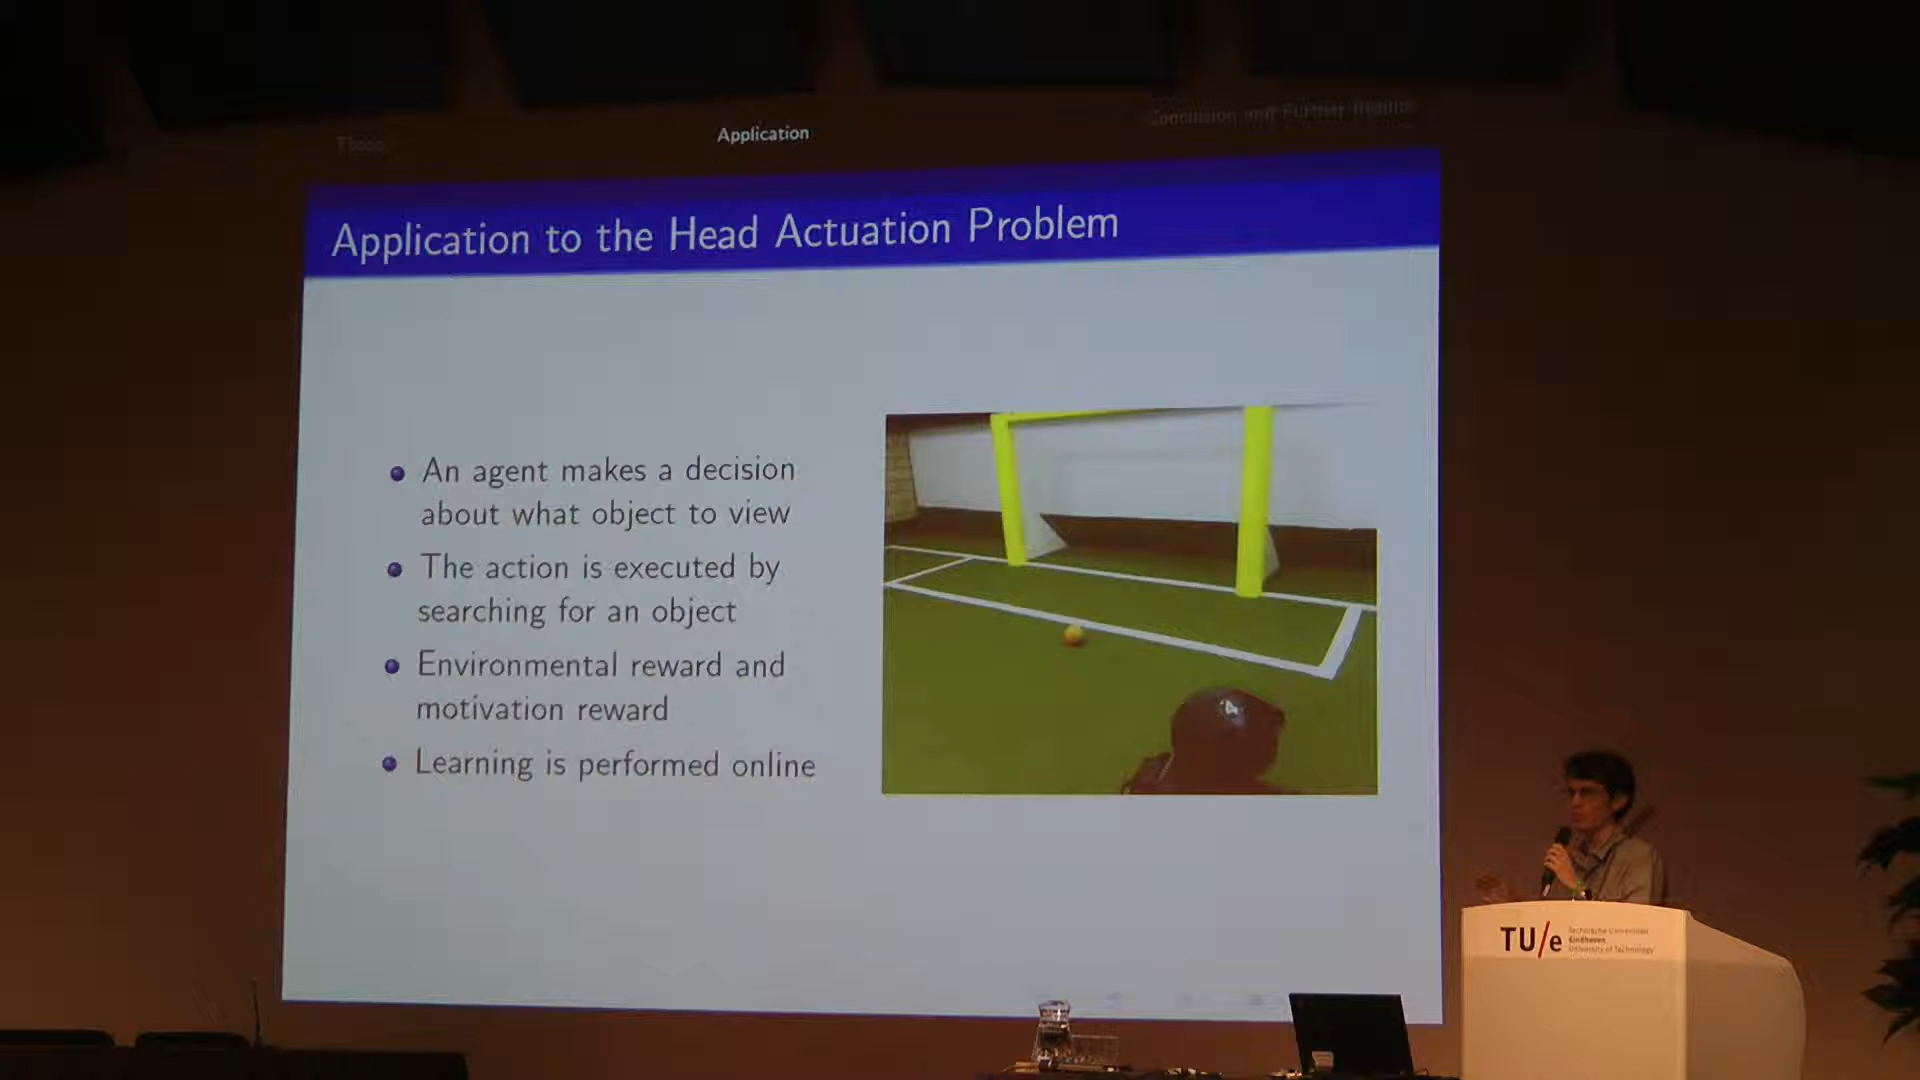 Application
Conclusion and Further
Application to the Head Actuation Problem
An agent makes a decision
about what object to view
The action is executed by
searching for an object
Environmental reward and
motivation reward
Learning is performed online
TU/e
Technische Universiteit
Eindhoven
University of Technology